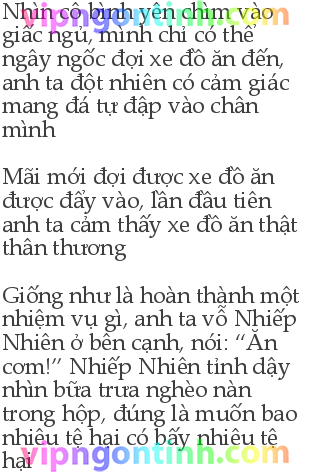 Nhìn cô bình yên chìm vào
giấc ngủ, mình chỉ có thể
ngây ngốc đợi xe đồ ăn đến,
anh ta đột nhiên có cảm giác
mang đá tự đập vào chân
mình
Mãi mới đợi được xe đồ ăn
được đẩy vào, lần đầu tiên
anh ta cảm thấy xe đồ ăn thật
thân thương
Giống như là hoàn thành một
nhiệm vụ gì, anh ta vỗ Nhiếp
Nhiên ở bên cạnh, nói: “Ăn
cơm!” Nhiếp Nhiên tỉnh dậy
nhìn bữa trưa nghèo nàn
trong hộp, đúng là muốn bao
nhiêu tệ hại có bấy nhiêu tệ
hại
vipngontinh.com
vipngontinh.com